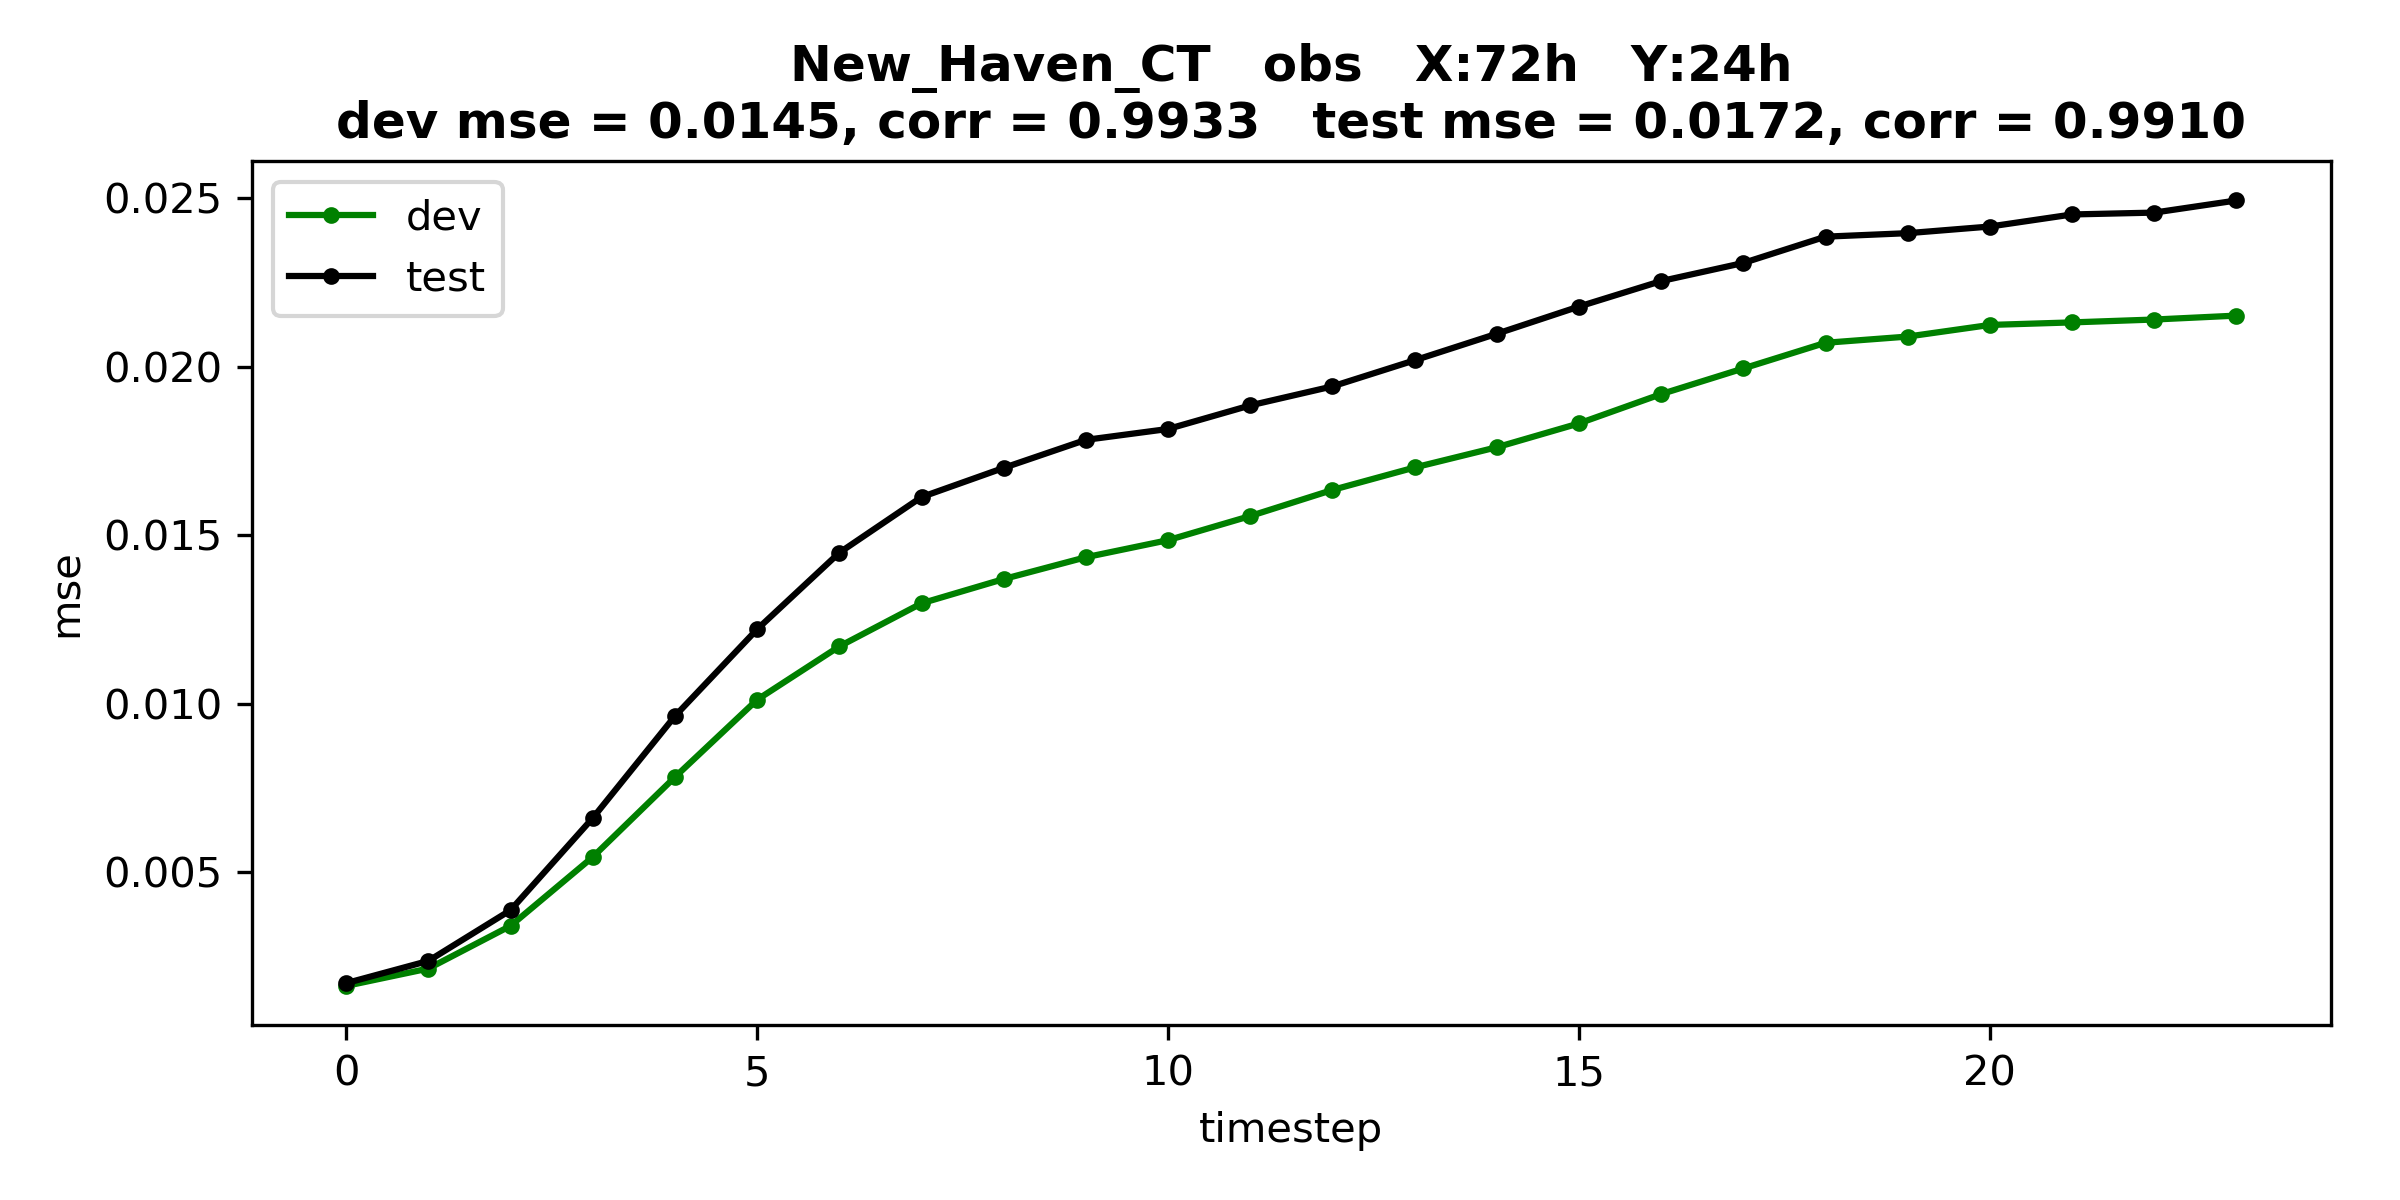 New_Haven_CT   obs   X:72h   Y:24h
dev mse = 0.0145, corr = 0.9933   test mse = 0.0172, corr = 0.9910
dev
test
0.025
0.020
0.015
0.010
0.005
mse
0 5 10 15 20
timestep